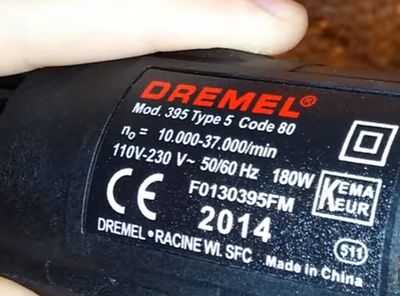 DREMEL®
Mod. 395 Type 5 Code 80
n₀ = 10.000-37.000/min
110V-230 V~ 50/60 Hz 180W
F0130395FM
CE
KEMA
KEUR
2014
DREMEL • RACINE WI. SFC
511
Made in China